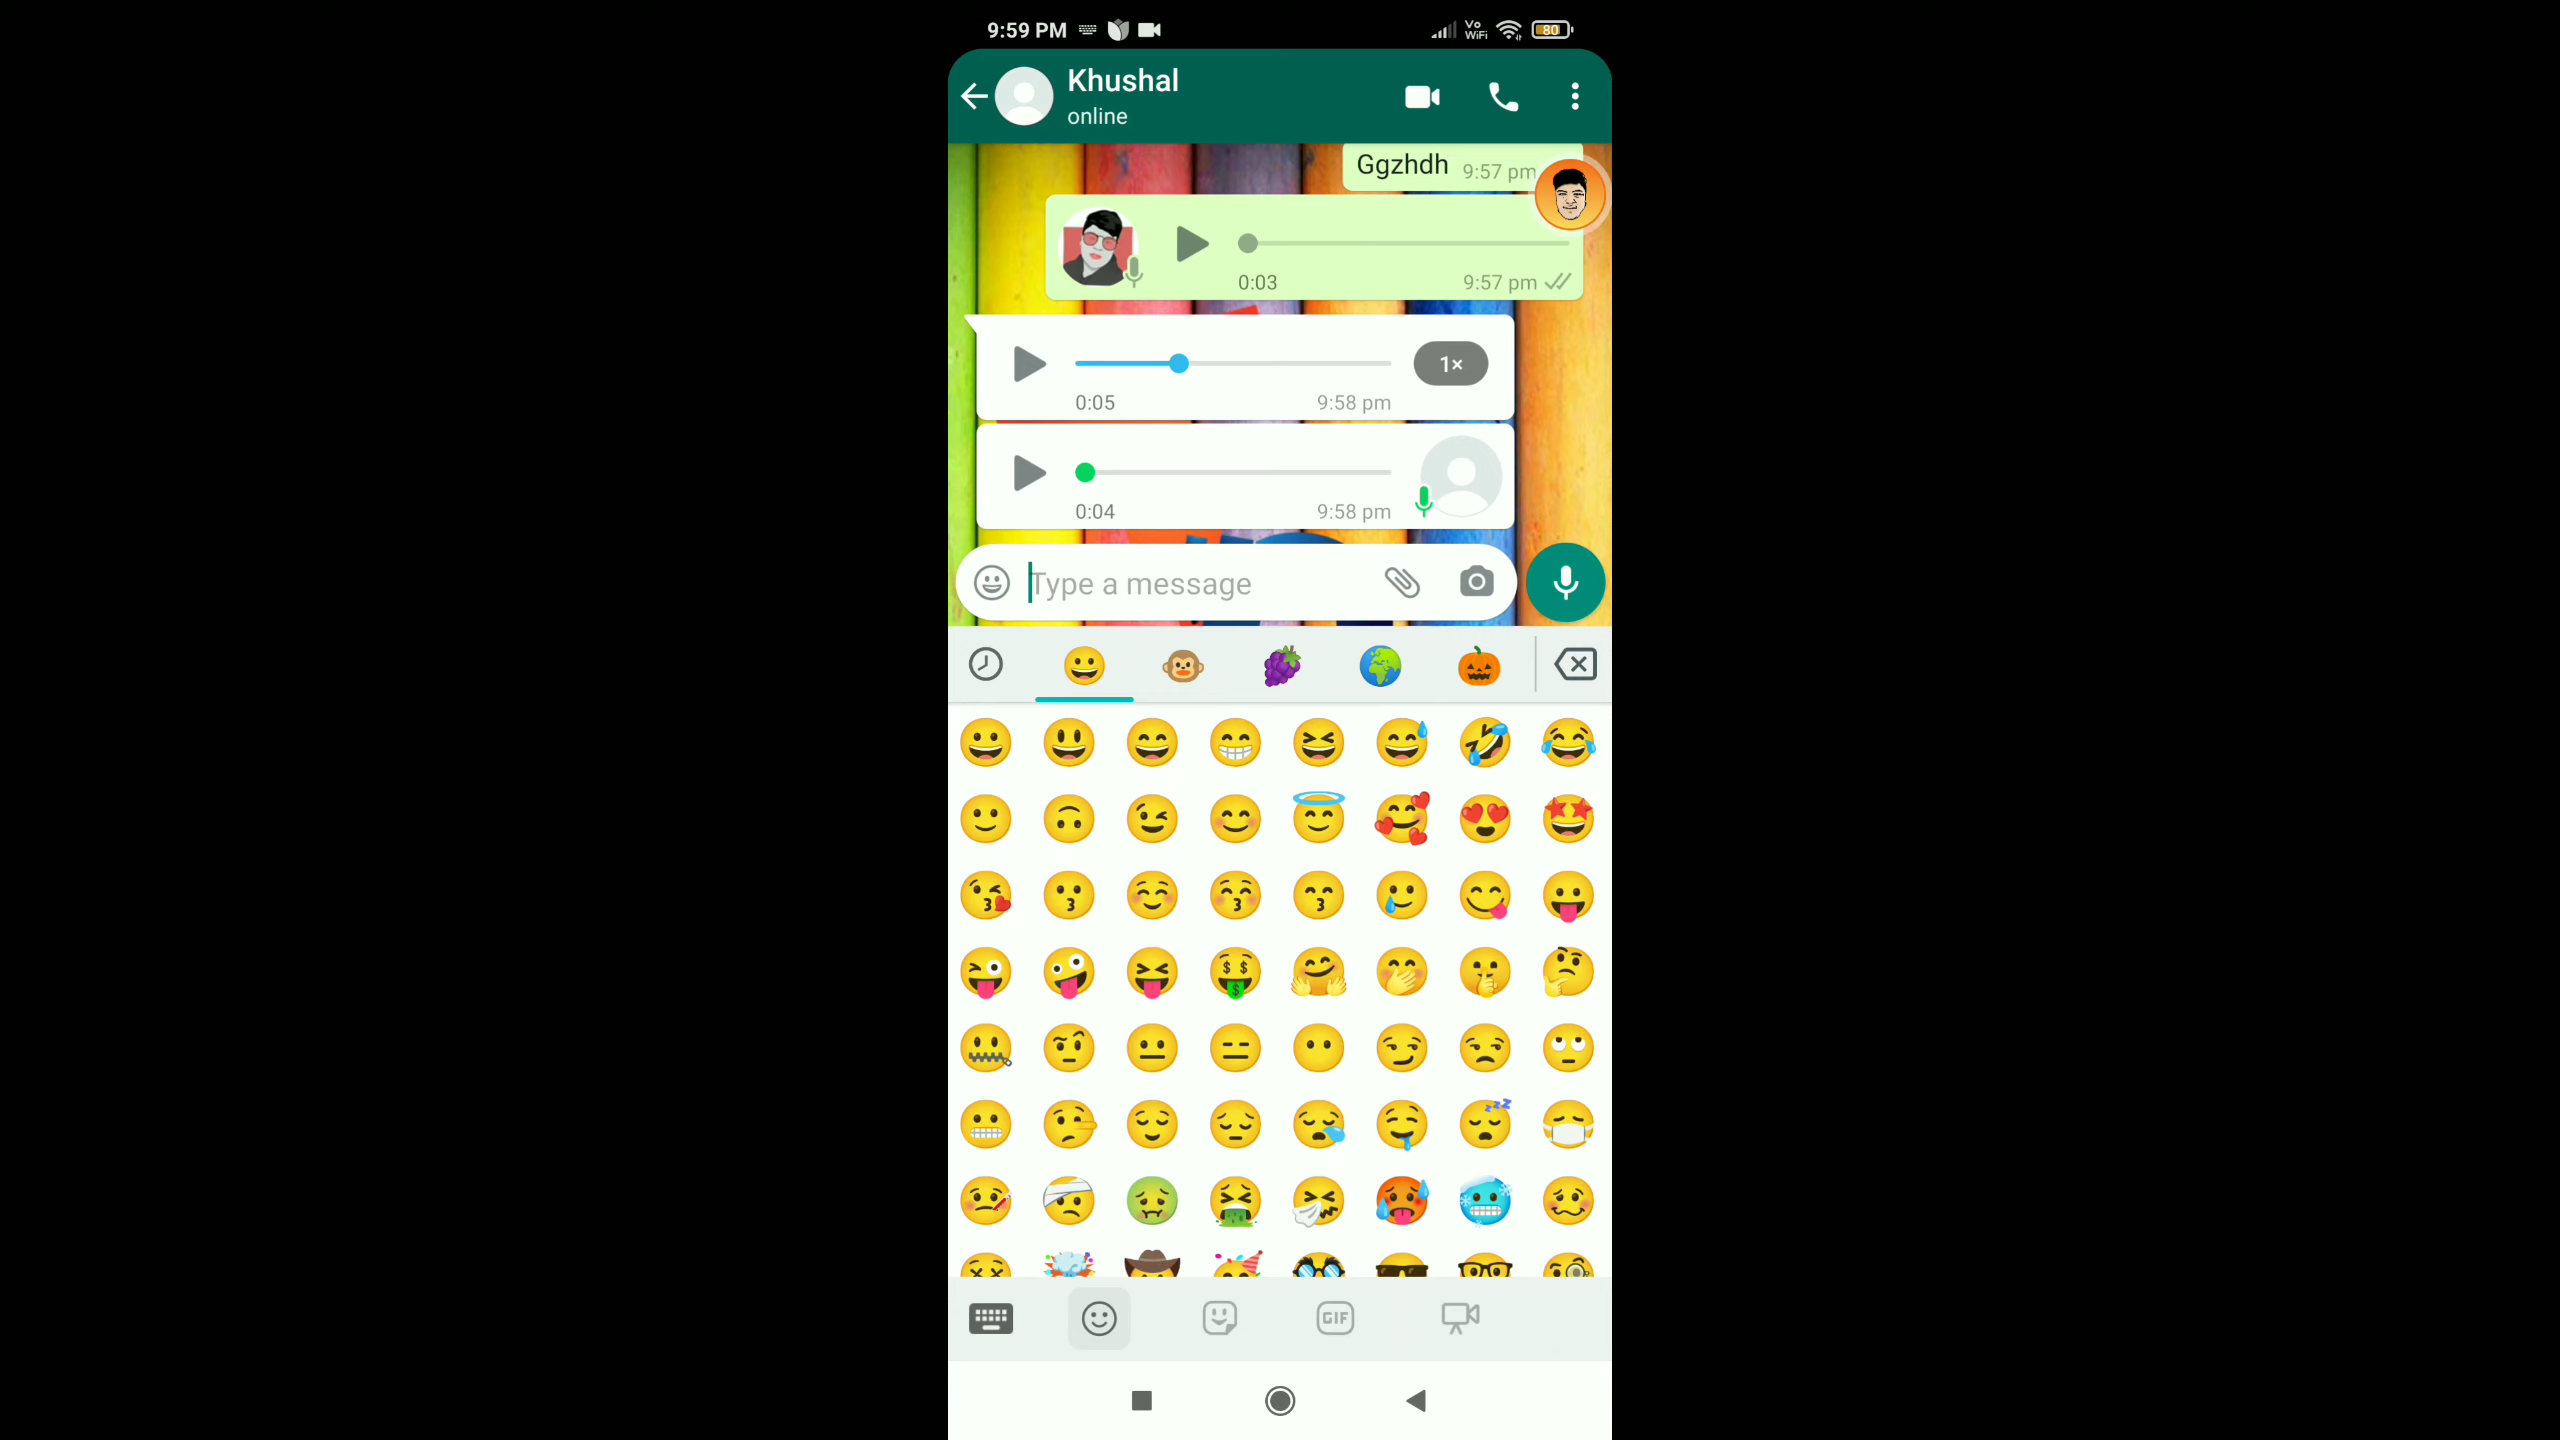 9:59 PM Vo WiFi 80
Khushal
online
Ggzhdh 9:57 pm
0:03 9:57 pm
1×
0:05 9:58 pm
0:04 9:58 pm
Type a message
GIF